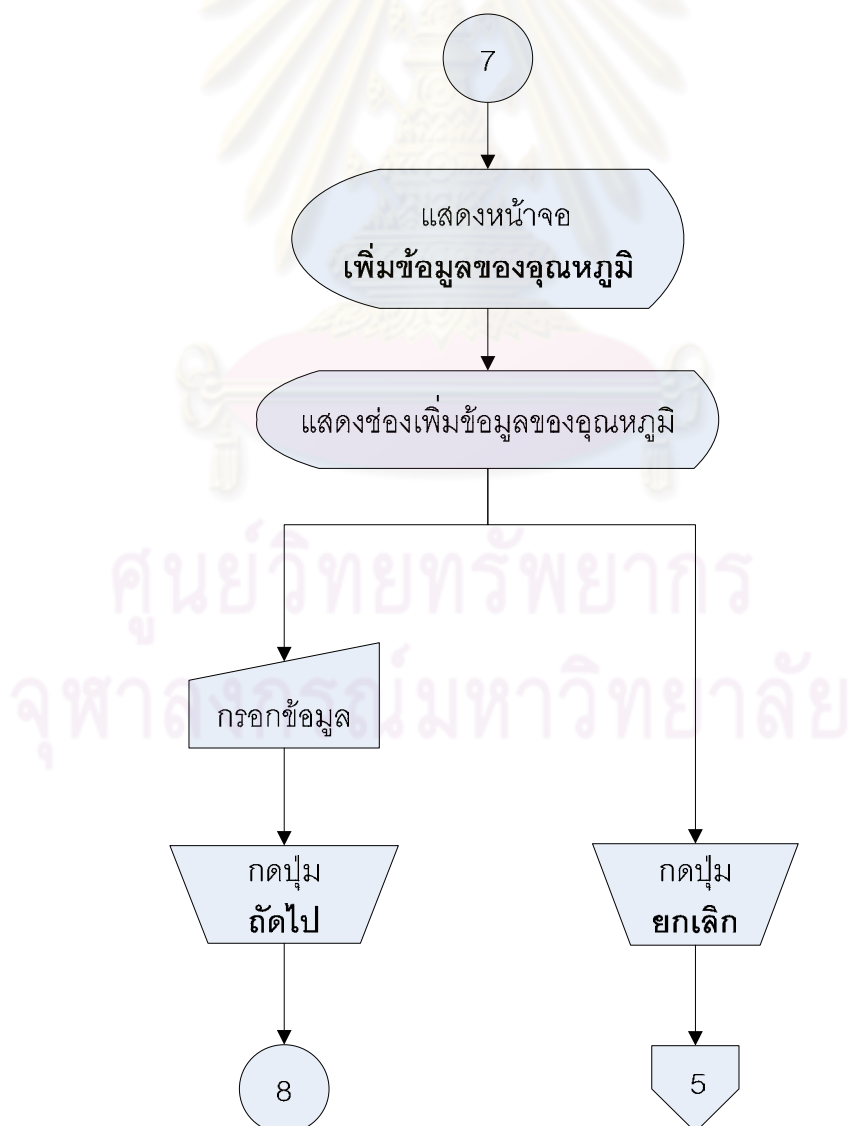 7
แสดงหน้าจอ
เพิ่มข้อมูลของอุณหภูมิ
แสดงช่องเพิ่มข้อมูลของอุณหภูมิ
ศูนย์วิทยทรัพยากร
จุฬาลงกรณ์มหาวิทยาลัย
กรอกข้อมูล
กดปุ่ม
ถัดไป
กดปุ่ม
ยกเลิก
8
5